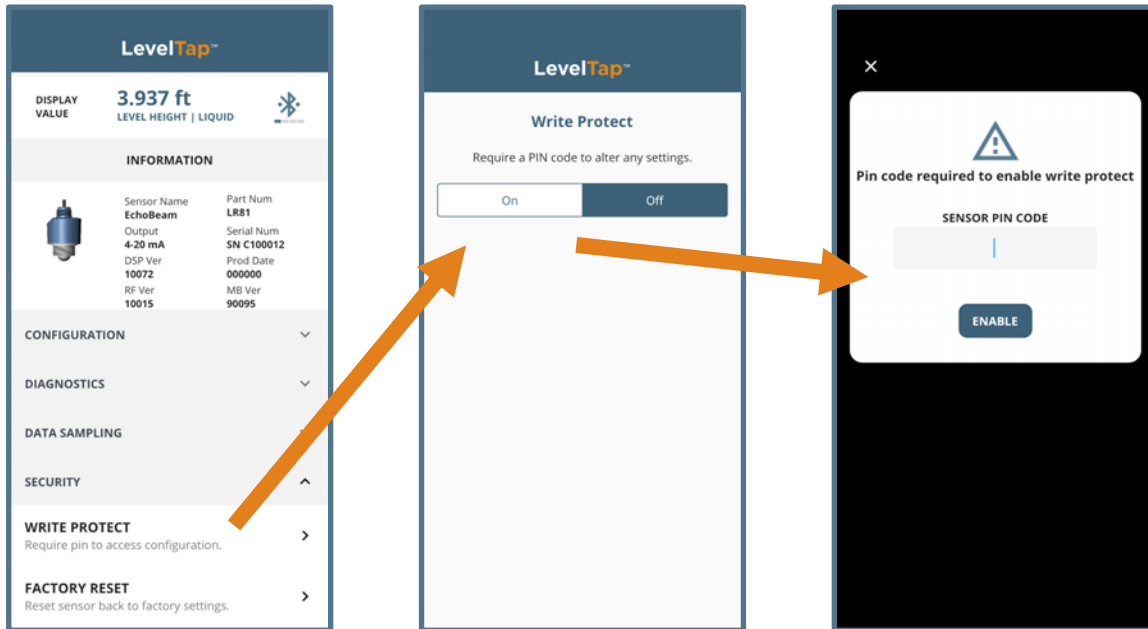 LevelTap™
DISPLAY VALUE
3.937 ft
LEVEL HEIGHT | LIQUID
INFORMATION
Sensor Name
EchoBeam
Part Num
LR81
Output
4-20 mA
Serial Num
SN C100012
DSP Ver
10072
Prod Date
000000
RF Ver
10015
MB Ver
90095
CONFIGURATION
DIAGNOSTICS
DATA SAMPLING
SECURITY
WRITE PROTECT
Require pin to access configuration.
FACTORY RESET
Reset sensor back to factory settings.
LevelTap™
Write Protect
Require a PIN code to alter any settings.
On Off
Pin code required to enable write protect
SENSOR PIN CODE
ENABLE